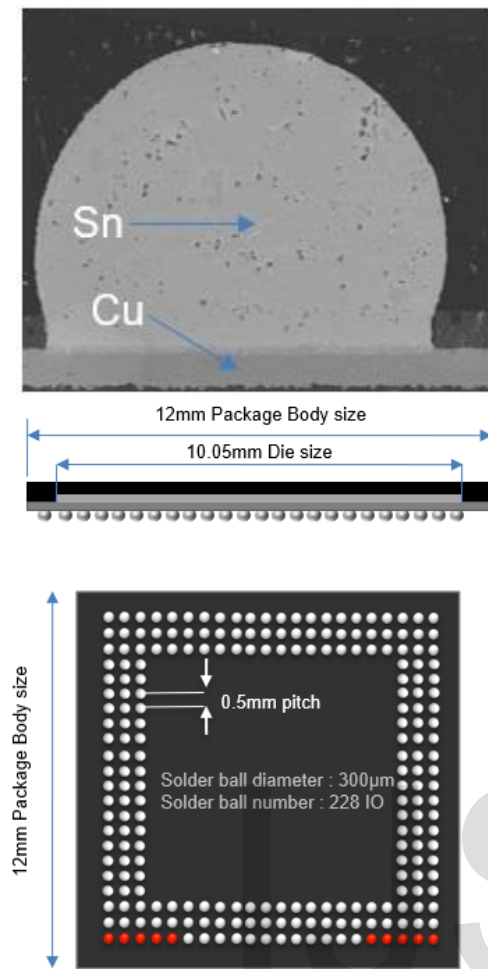 Sn
Cu
12mm Package Body size
10.05mm Die size
12mm Package Body size
0.5mm pitch
Solder ball diameter : 300µm
Solder ball number : 228 IO